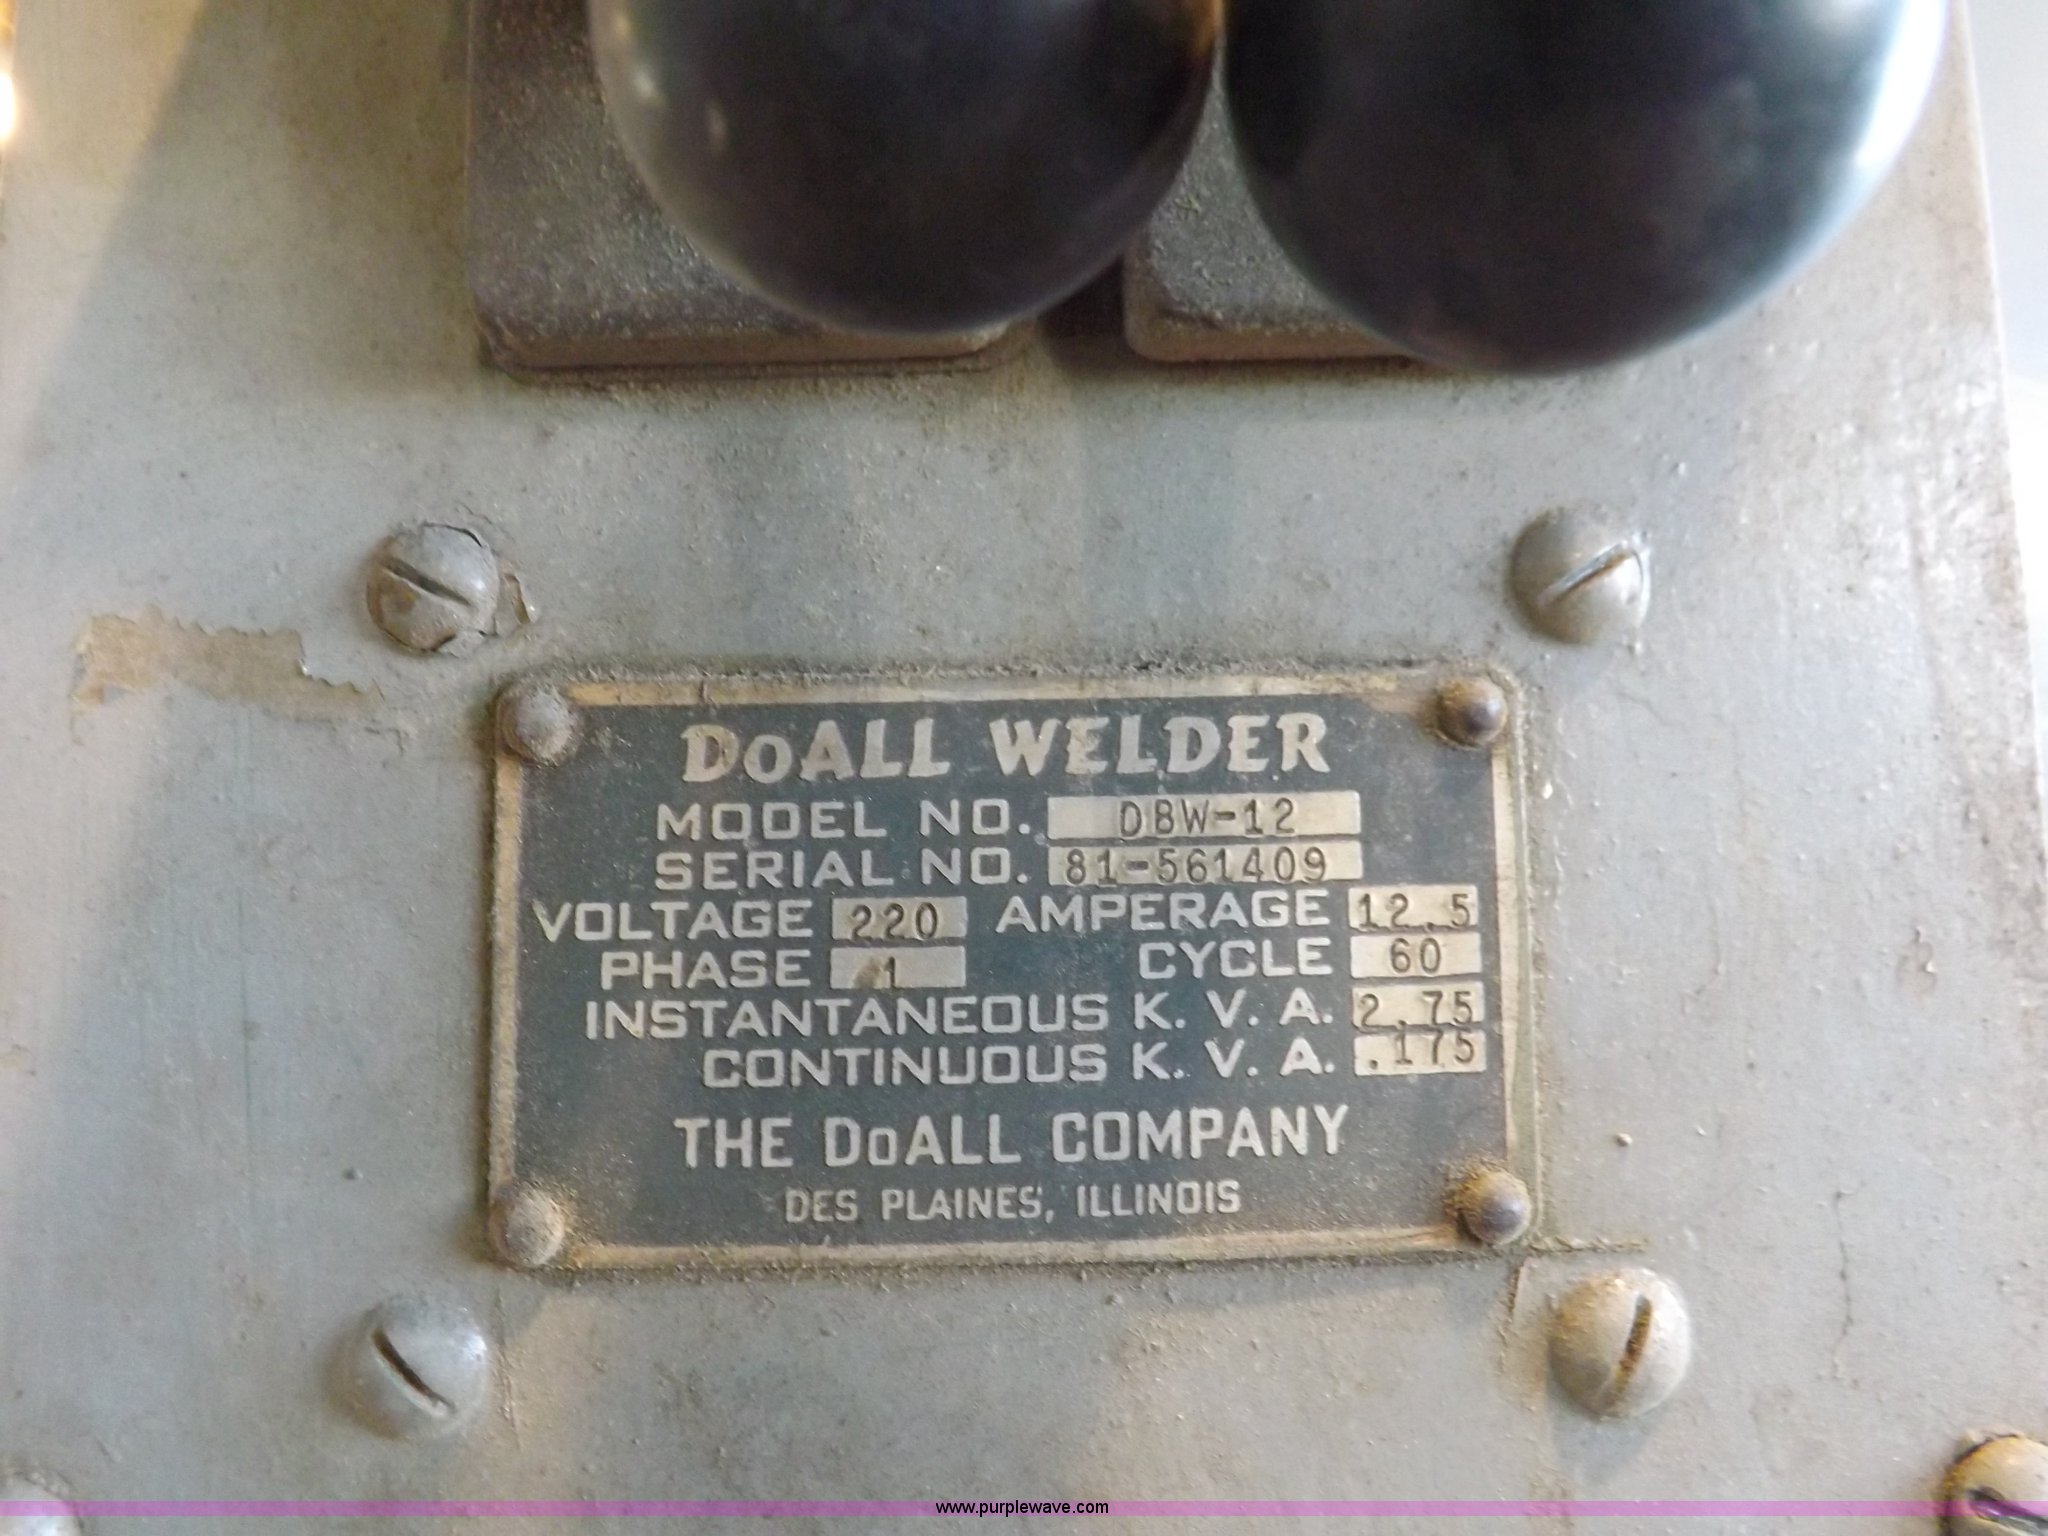 DoALL WELDER
MODEL NO. DBW-12
SERIAL NO. 81-561409
VOLTAGE 220 AMPERAGE 12.5
PHASE 1 CYCLE 60
INSTANTANEOUS K. V. A. 2.75
CONTINUOUS K. V. A. .175
THE DoALL COMPANY
DES PLAINES, ILLINOIS
www.purplewave.com